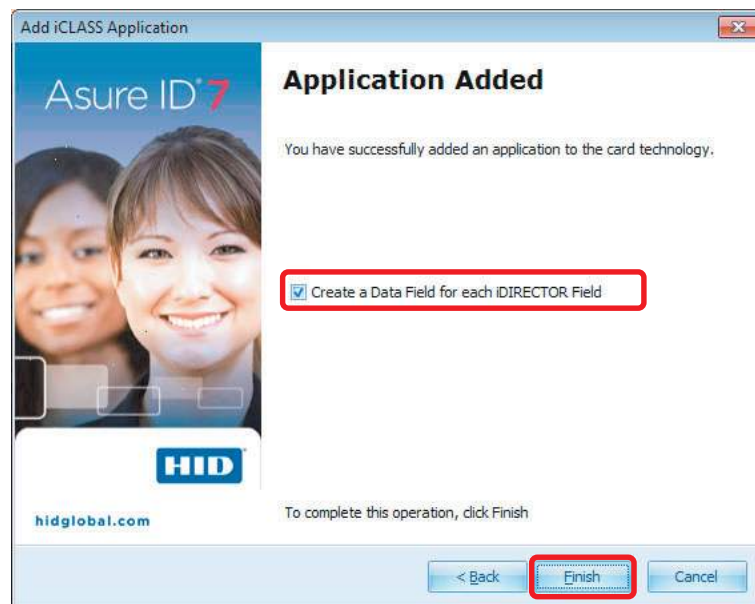 Add iCLASS Application
Asure ID® 7
Application Added
You have successfully added an application to the card technology.
Create a Data Field for each iDIRECTOR Field
HID
hidglobal.com
To complete this operation, click Finish
< Back
Finish
Cancel